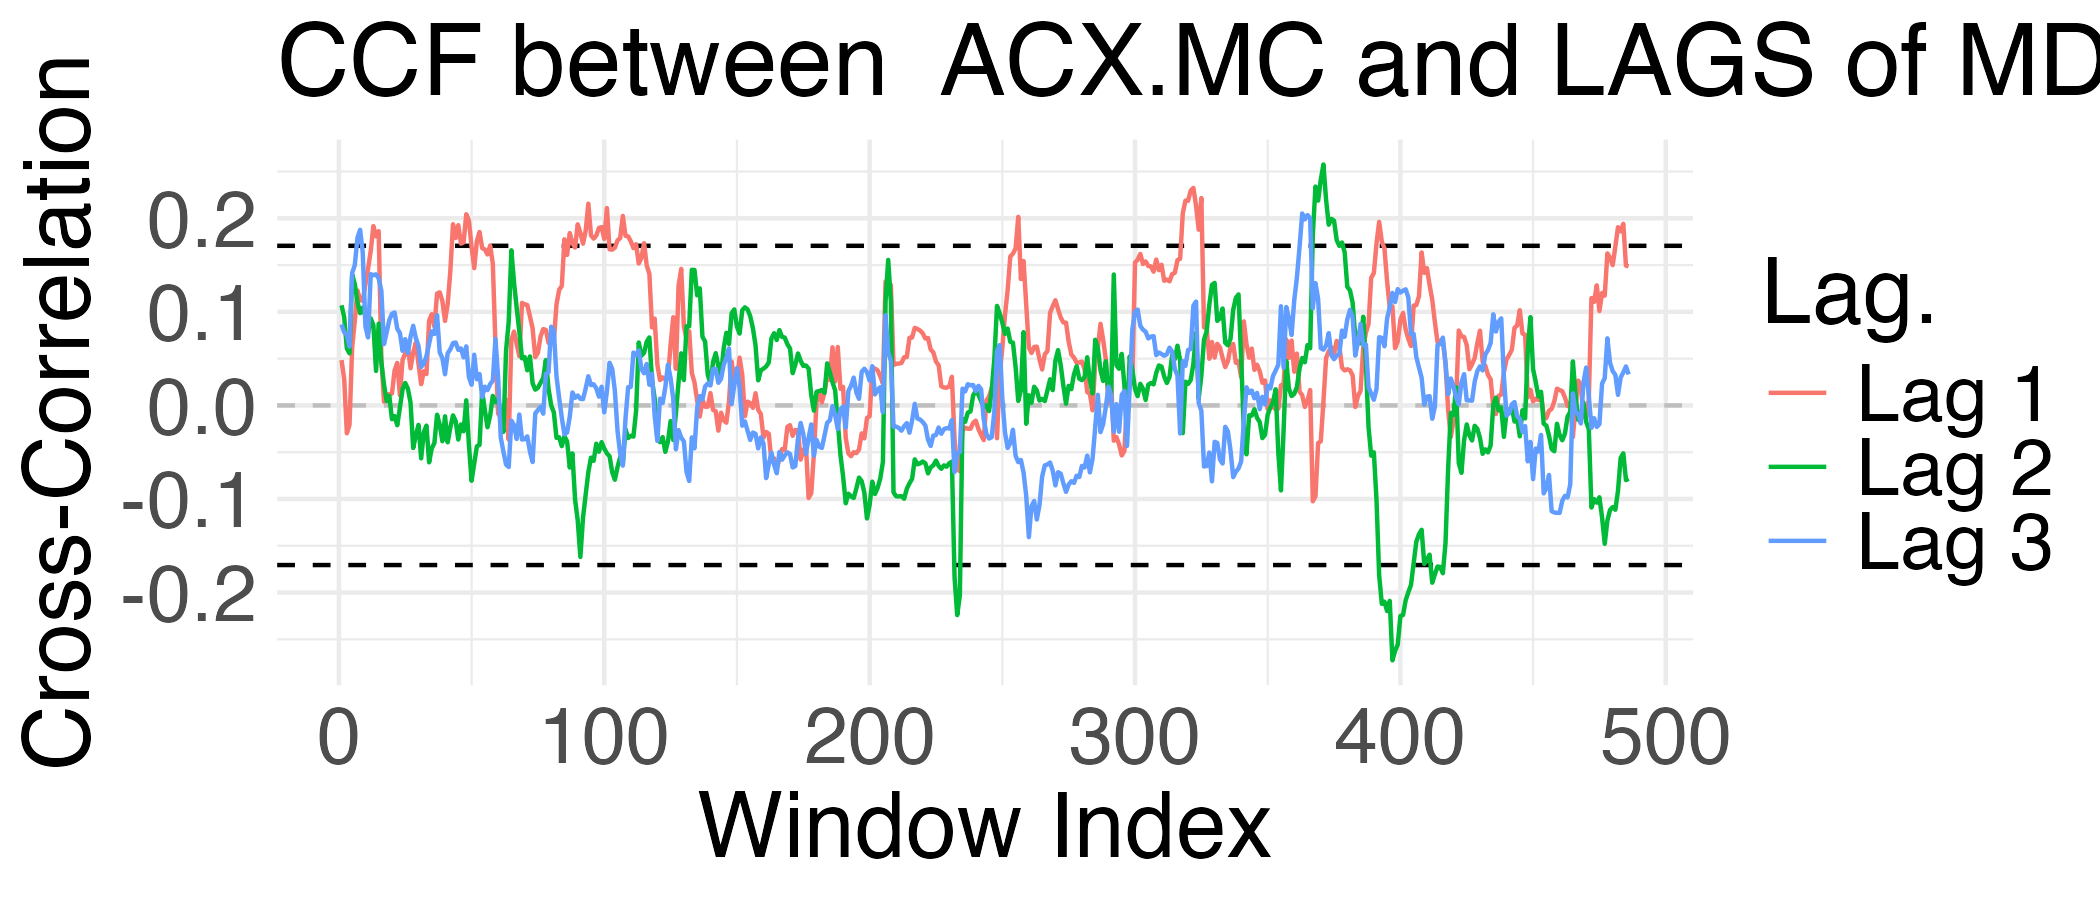 CCF between  ACX.MC and LAGS of MD
Cross-Correlation
0.2
0.1
0.0
-0.1
-0.2
0 100 200 300 400 500
Window Index
Lag.
Lag 1
Lag 2
Lag 3